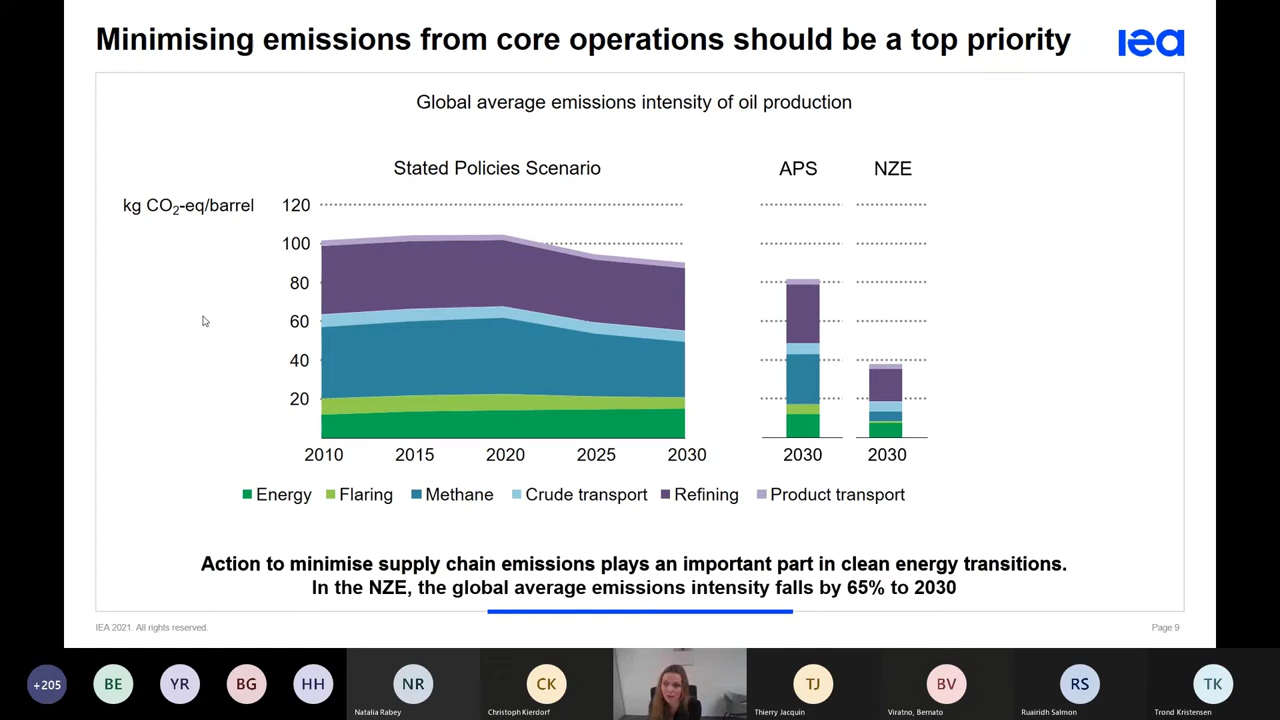 Minimising emissions from core operations should be a top priority
iea
Global average emissions intensity of oil production
Stated Policies Scenario
APS
NZE
kg CO₂-eq/barrel
120
100
80
60
40
20
2010 2015 2020 2025 2030
2030
2030
Energy Flaring Methane Crude transport Refining Product transport
Action to minimise supply chain emissions plays an important part in clean energy transitions.
In the NZE, the global average emissions intensity falls by 65% to 2030
IEA 2021. All rights reserved.
Page 9
+205 BE YR BG HH NR CK TJ BV RS TK
Natalia Rabey Christoph Kierdorf Thierry Jacquin Viratno, Bernato Ruairidh Salmon Trond Kristensen